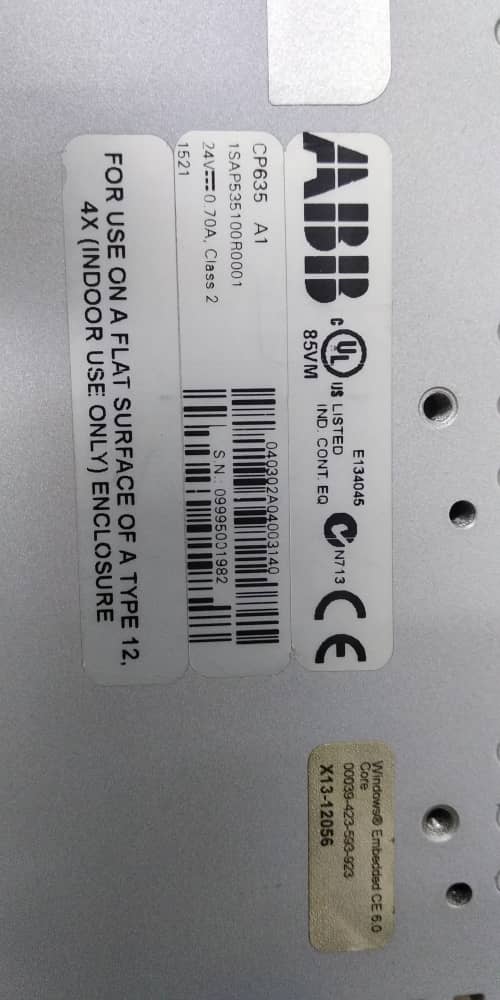 ABB
C UL US LISTED
85VM
E134045
IND. CONT. EQ
N713
CE
CP635 A1
1SAP535100R0001
24V⎓0.70A, Class 2
1521
040302A04003140
S.N.: 09995001982
FOR USE ON A FLAT SURFACE OF A TYPE 12,
4X (INDOOR USE ONLY) ENCLOSURE
Windows® Embedded CE 6.0
Core
00039-423-593-923
X13-12056